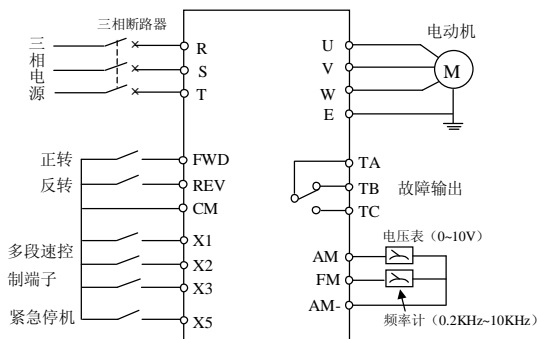 三相断路器
三相电源
R
S
T
U
V
W
E
电动机
M
正转
反转
FWD
REV
CM
TA
TB
TC
故障输出
多段速控
制端子
X1
X2
X3
紧急停机
X5
电压表（0~10V）
AM
FM
AM-
频率计（0.2KHz~10KHz）